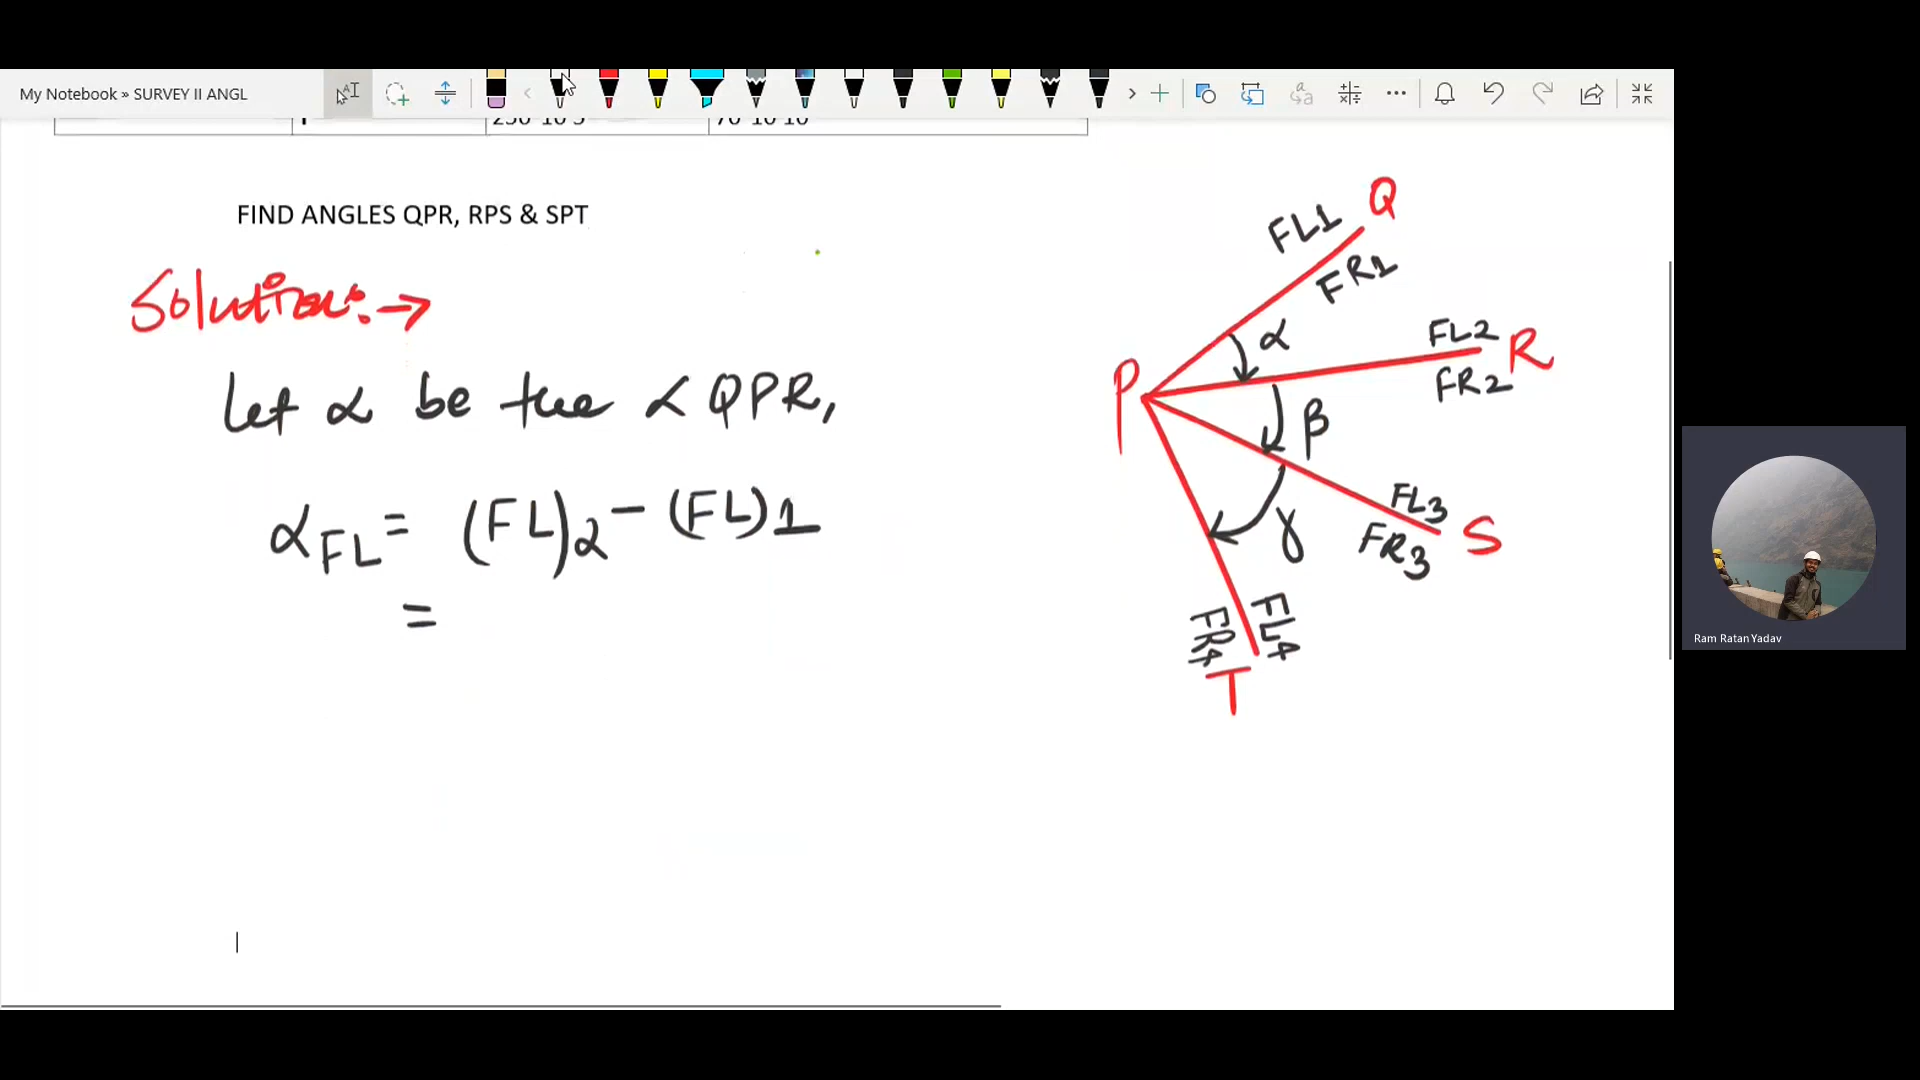 My Notebook » SURVEY II ANGL
FIND ANGLES QPR, RPS & SPT
Solution:→
Let α be the ∠ QPR,
αFL = (FL)2 - (FL)1
=
Q
FL1
FR1
α
FL2
R
FR2
P
β
FL3
S
FR3
γ
FL4
FR4
T
Ram Ratan Yadav